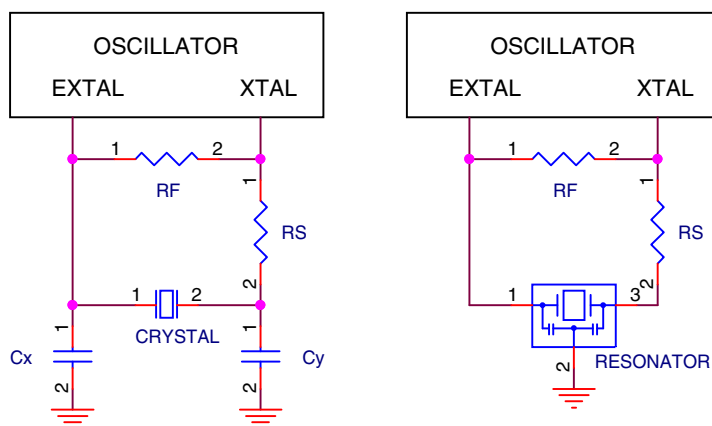 OSCILLATOR
EXTAL XTAL
1 2
RF
1
RS
2
1 2
CRYSTAL
1 1
Cx Cy
2 2
OSCILLATOR
EXTAL XTAL
1 2
RF
1
RS
2
1 3
RESONATOR
2